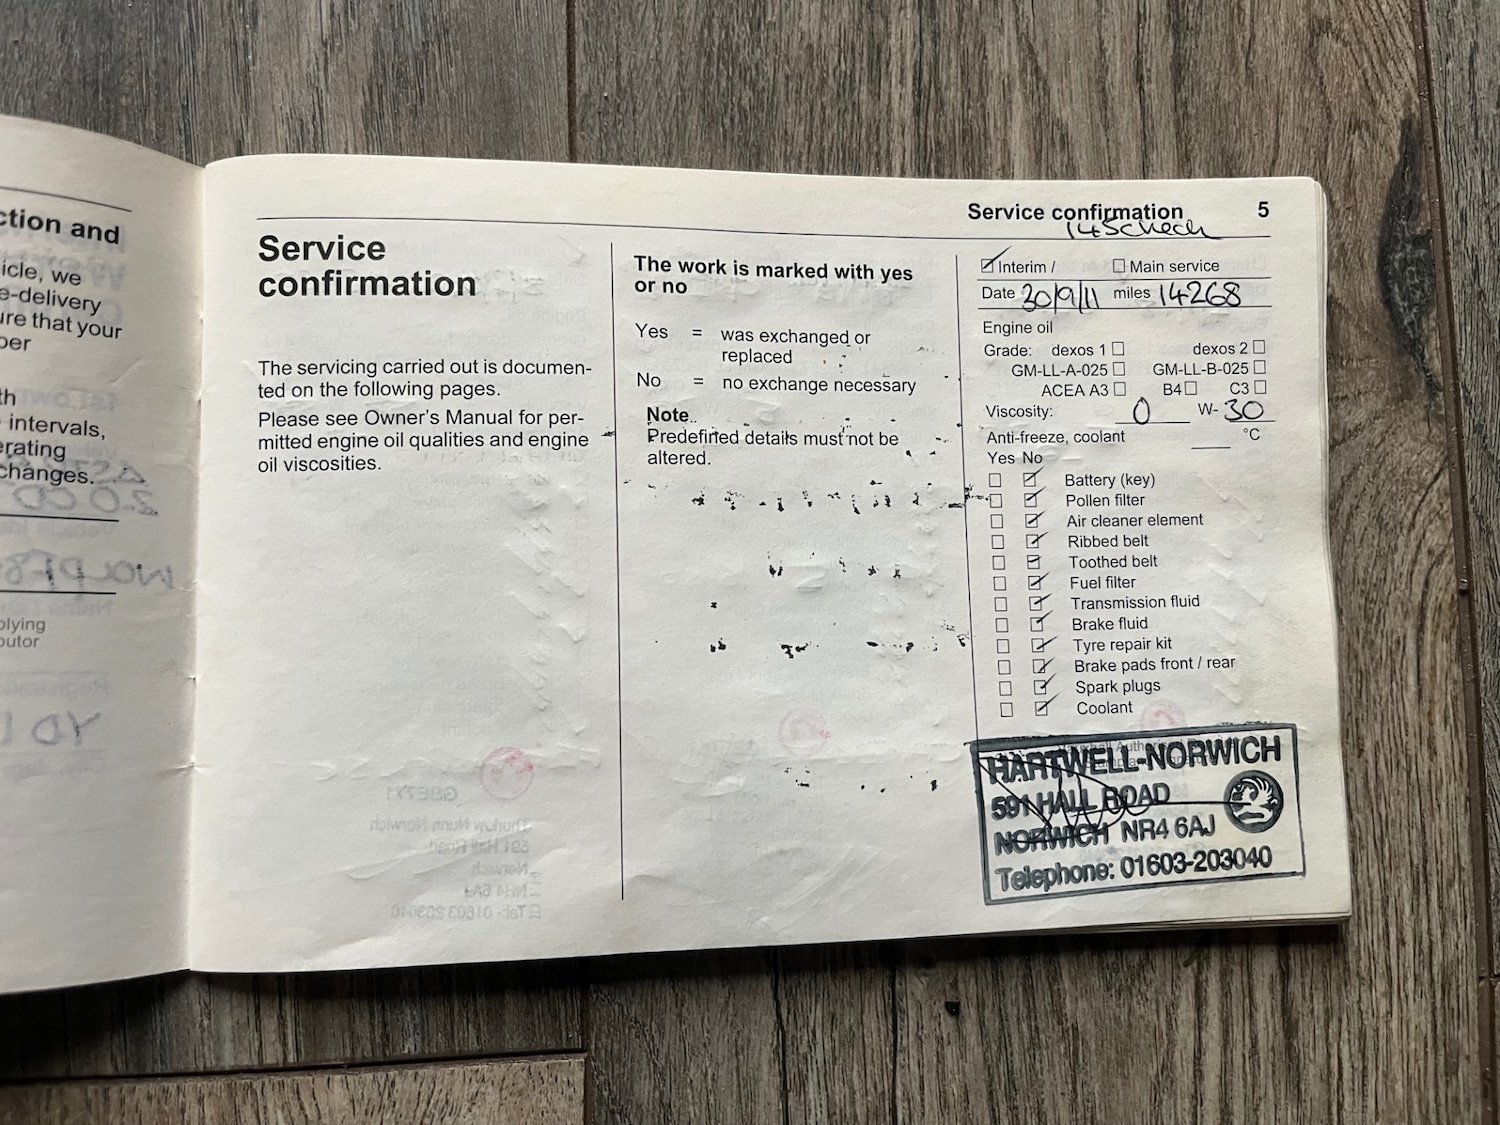 ction and
icle, we
e-delivery
ure that your
per
th
intervals,
erating
changes.
plying
butor
Service confirmation 5
Service
confirmation
The servicing carried out is documen-
ted on the following pages.
Please see Owner's Manual for per-
mitted engine oil qualities and engine
oil viscosities.
The work is marked with yes
or no
Yes = was exchanged or
replaced
No = no exchange necessary
Note
Predefined details must not be
altered.
Interim / Main service
Date 30/9/11 miles 14268
Engine oil
Grade: dexos 1 dexos 2
GM-LL-A-025 GM-LL-B-025
ACEA A3 B4 C3
Viscosity: 0 W- 30
Anti-freeze, coolant °C
Yes No
Battery (key)
Pollen filter
Air cleaner element
Ribbed belt
Toothed belt
Fuel filter
Transmission fluid
Brake fluid
Tyre repair kit
Brake pads front / rear
Spark plugs
Coolant
HARTWELL-NORWICH
591 HALL ROAD
NORWICH NR4 6AJ
Telephone: 01603-203040